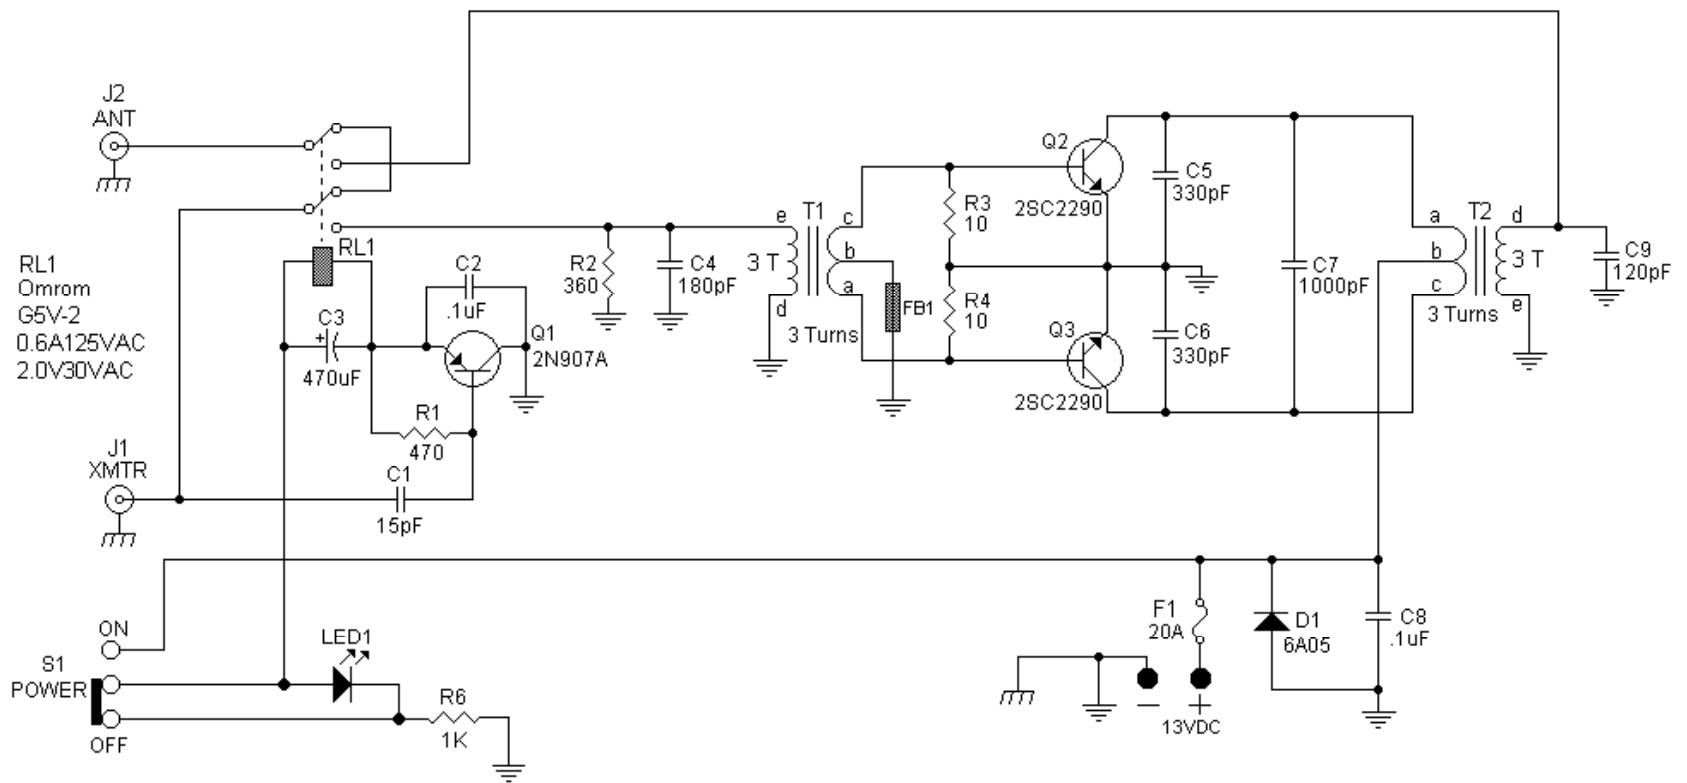 J2
ANT
RL1
Omrom
G5V-2
0.6A125VAC
2.0V30VAC
RL1
C3
+
470uF
C2
.1uF
Q1
2N907A
R1
470
C1
15pF
J1
XMTR
R2
360
C4
180pF
e
T1
c
3 T
b
d
a
3 Turns
FB1
R3
10
R4
10
Q2
2SC2290
Q3
2SC2290
C5
330pF
C6
330pF
C7
1000pF
a
T2
d
b
3 T
c
e
3 Turns
C9
120pF
ON
S1
POWER
OFF
LED1
R6
1K
F1
20A
D1
6A05
C8
.1uF
− +
13VDC